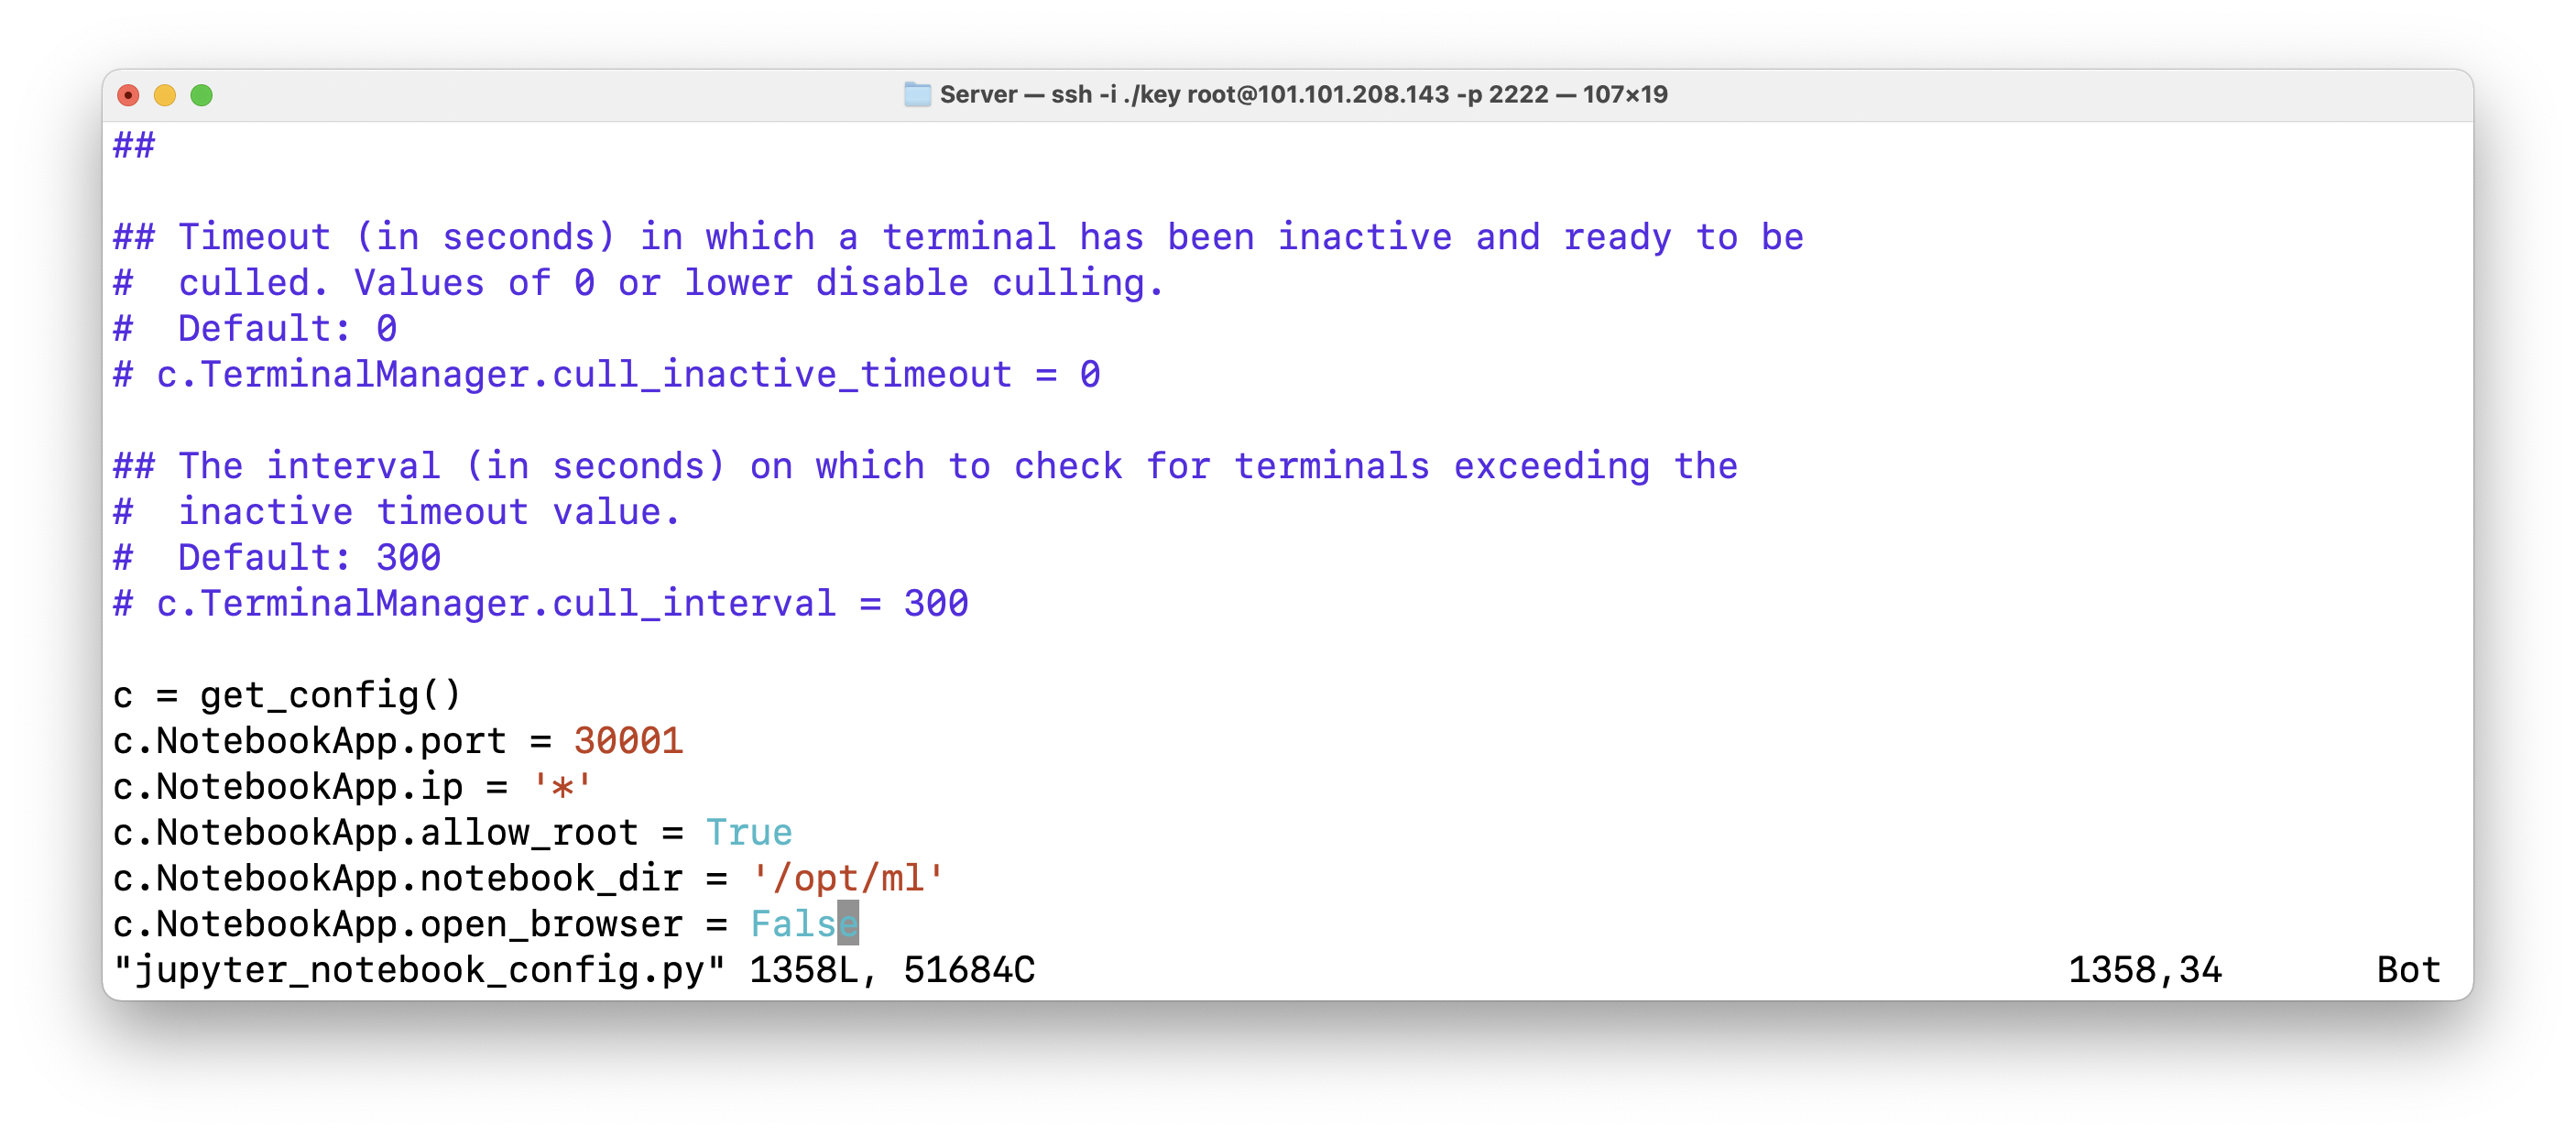 Server — ssh -i ./key root@101.101.208.143 -p 2222 — 107×19
##
## Timeout (in seconds) in which a terminal has been inactive and ready to be
#  culled. Values of 0 or lower disable culling.
#  Default: 0
# c.TerminalManager.cull_inactive_timeout = 0
## The interval (in seconds) on which to check for terminals exceeding the
#  inactive timeout value.
#  Default: 300
# c.TerminalManager.cull_interval = 300
c = get_config()
c.NotebookApp.port = 30001
c.NotebookApp.ip = '*'
c.NotebookApp.allow_root = True
c.NotebookApp.notebook_dir = '/opt/ml'
c.NotebookApp.open_browser = False
"jupyter_notebook_config.py" 1358L, 51684C 1358,34 Bot